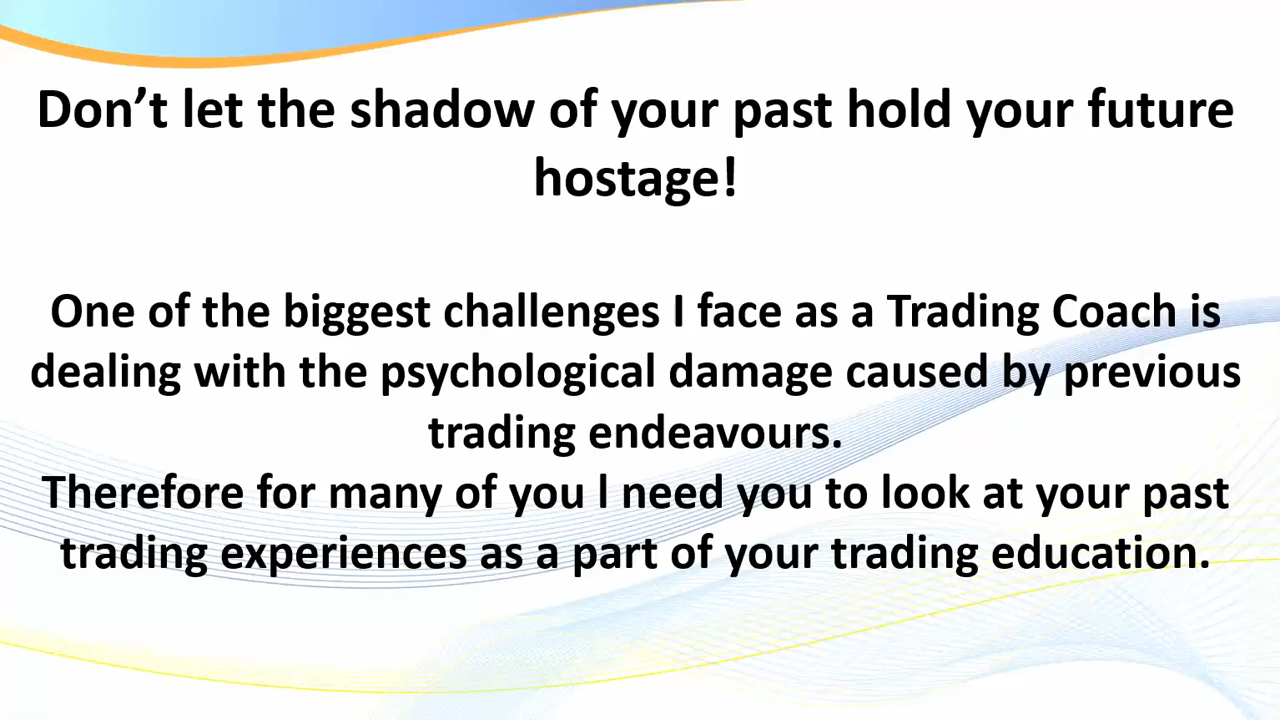 Don’t let the shadow of your past hold your future
hostage!
One of the biggest challenges I face as a Trading Coach is
dealing with the psychological damage caused by previous
trading endeavours.
Therefore for many of you l need you to look at your past
trading experiences as a part of your trading education.